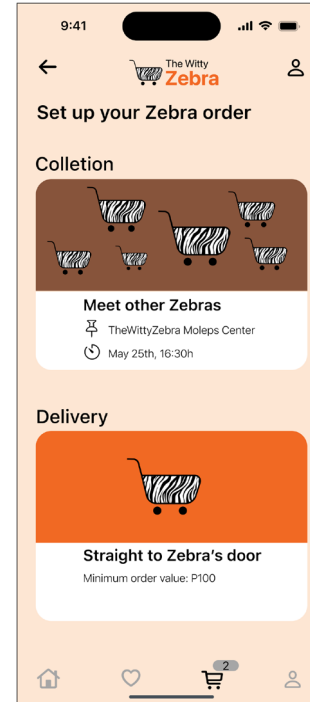 9:41
The Witty
Zebra
Set up your Zebra order
Colletion
Meet other Zebras
TheWittyZebra Moleps Center
May 25th, 16:30h
Delivery
Straight to Zebra's door
Minimum order value: P100
2